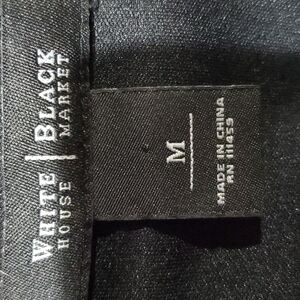 WHITE | BLACK
HOUSE | MARKET
M
MADE IN CHINA
RN 111459